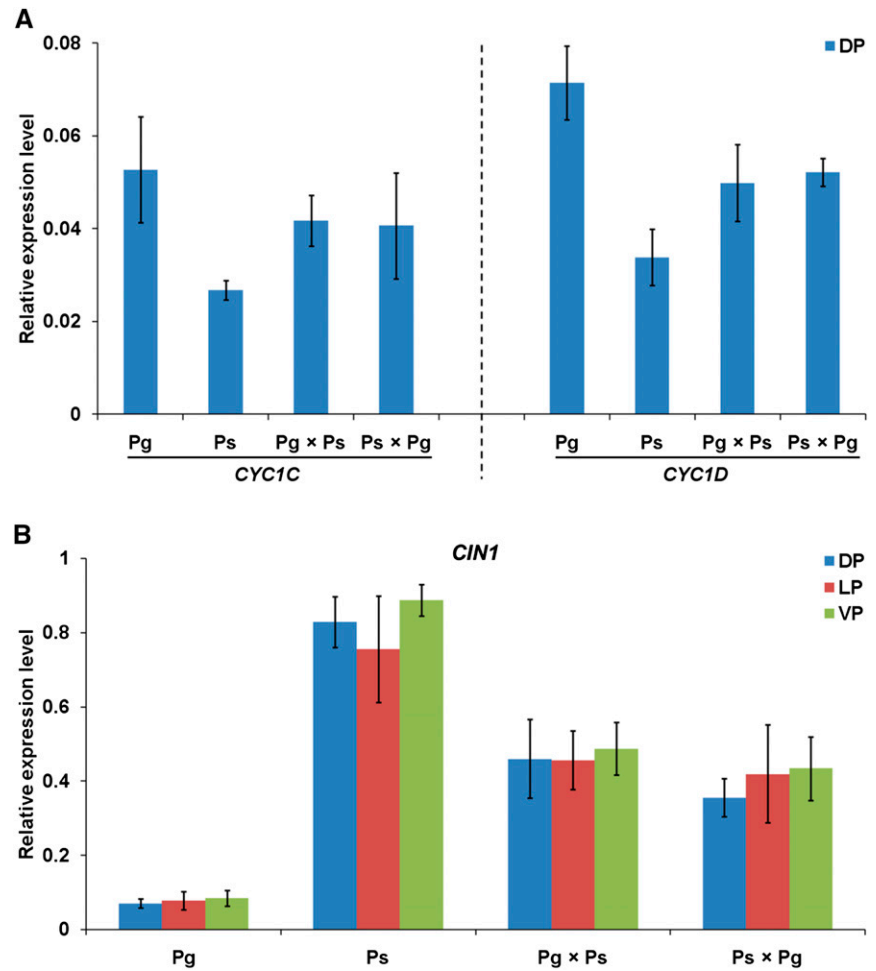 A
0.08
DP
0.06
0.04
0.02
0
Relative expression level
Pg Ps Pg × Ps Ps × Pg Pg Ps Pg × Ps Ps × Pg
CYC1C CYC1D
B
CIN1
1
DP
LP
VP
0.8
0.6
0.4
0.2
0
Relative expression level
Pg Ps Pg × Ps Ps × Pg